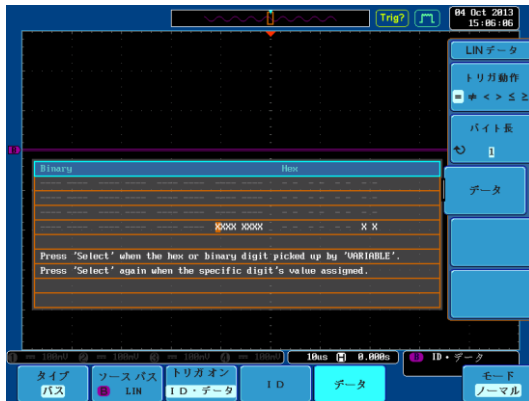 Trig?
04 Oct 2013
15:06:06
LINデータ
トリガ動作
= ≠ < > ≤ ≥
バイト長
1
データ
B
Binary Hex
---- ---- ---- ---- ---- ---- ---- ---- - - - - - - - -
---- ---- ---- ---- ---- ---- ---- ---- - - - - - - - -
---- ---- ---- ---- ---- ---- XXXX XXXX - - - - - - X X
Press 'Select' when the hex or binary digit picked up by 'VARIABLE'.
Press 'Select' again when the specific digit's value assigned.
1 == 100mV 2 == 100mV 3 == 100mV 4 == 100mV
10us H 0.000s
B ID・データ
タイプ
バス
ソース バス
B LIN
トリガ オン
ID・データ
ID
データ
モード
ノーマル